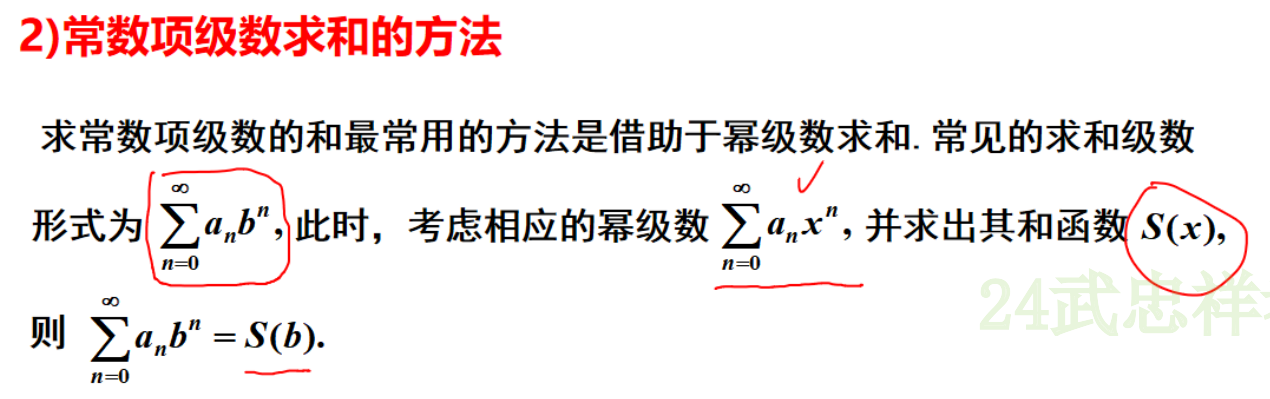 2)常数项级数求和的方法
求常数项级数的和最常用的方法是借助于幂级数求和. 常见的求和级数
形式为 $\sum_{n=0}^{\infty} a_n b^n$, 此时，考虑相应的幂级数 $\sum_{n=0}^{\infty} a_n x^n$, 并求出其和函数 $S(x)$,
则 $\sum_{n=0}^{\infty} a_n b^n = S(b)$.
24武忠祥